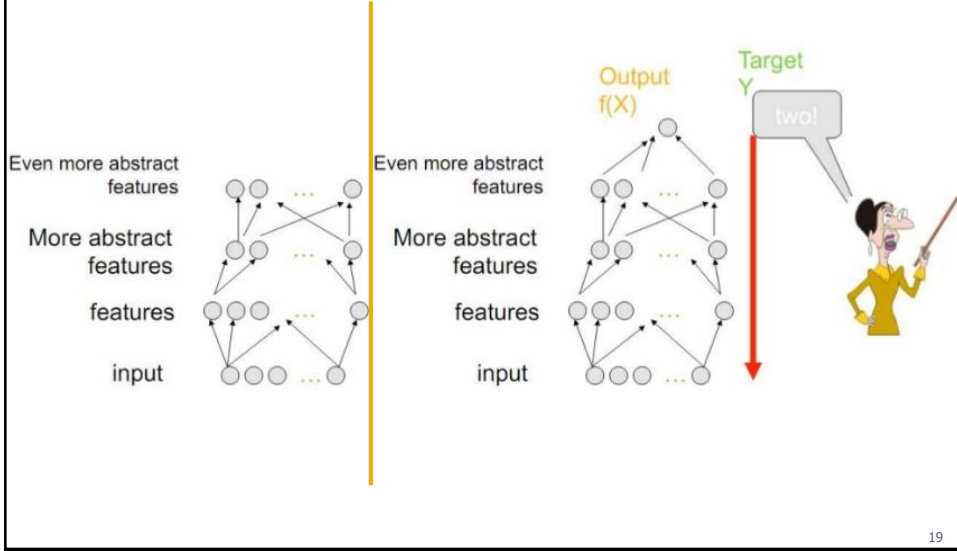 Even more abstract
features
More abstract
features
features
...
input
...
Output
f(X)
Target
Y
two!
Even more abstract
features
...
More abstract
features
...
features
...
input
...
19